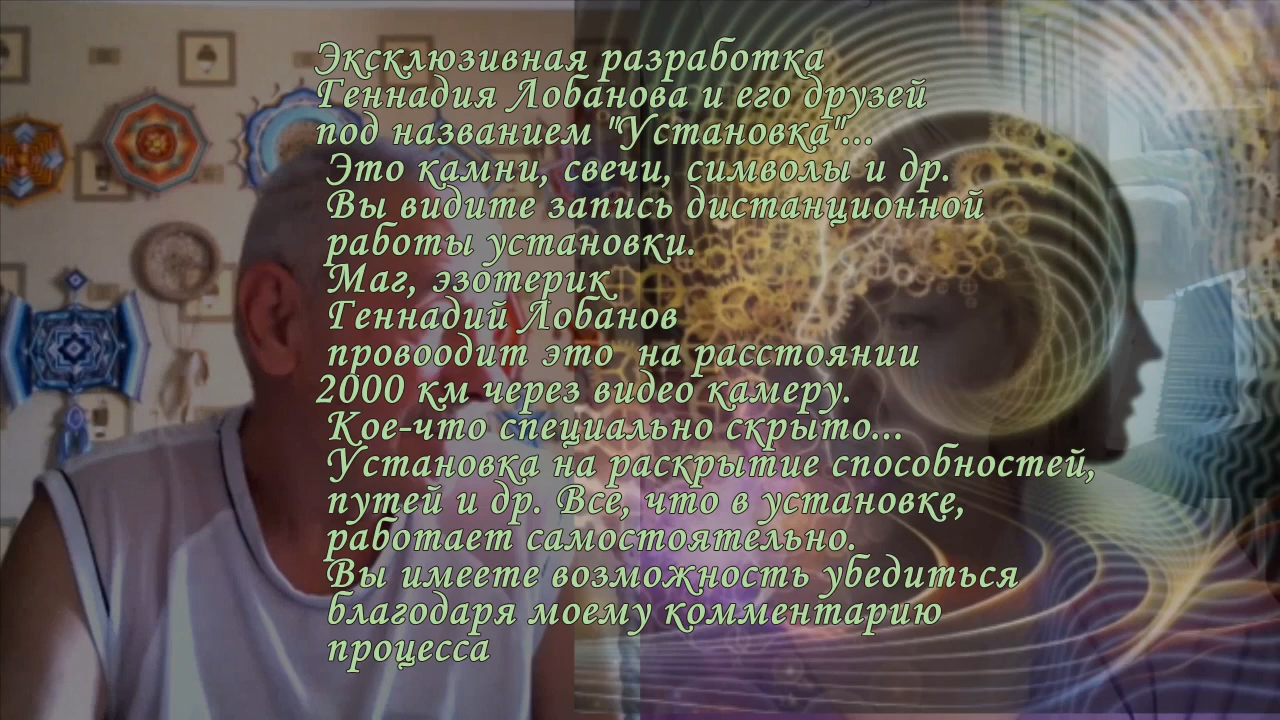 Эксклюзивная разработка
Геннадия Лобанова и его друзей
под названием "Установка"...
Это камни, свечи, символы и др.
Вы видите запись дистанционной
работы установки.
Маг, эзотерик
Геннадий Лобанов
провоодит это на расстоянии
2000 км через видео камеру.
Кое-что специально скрыто...
Установка на раскрытие способностей,
путей и др. Все, что в установке,
работает самостоятельно.
Вы имеете возможность убедиться
благодаря моему комментарию
процесса